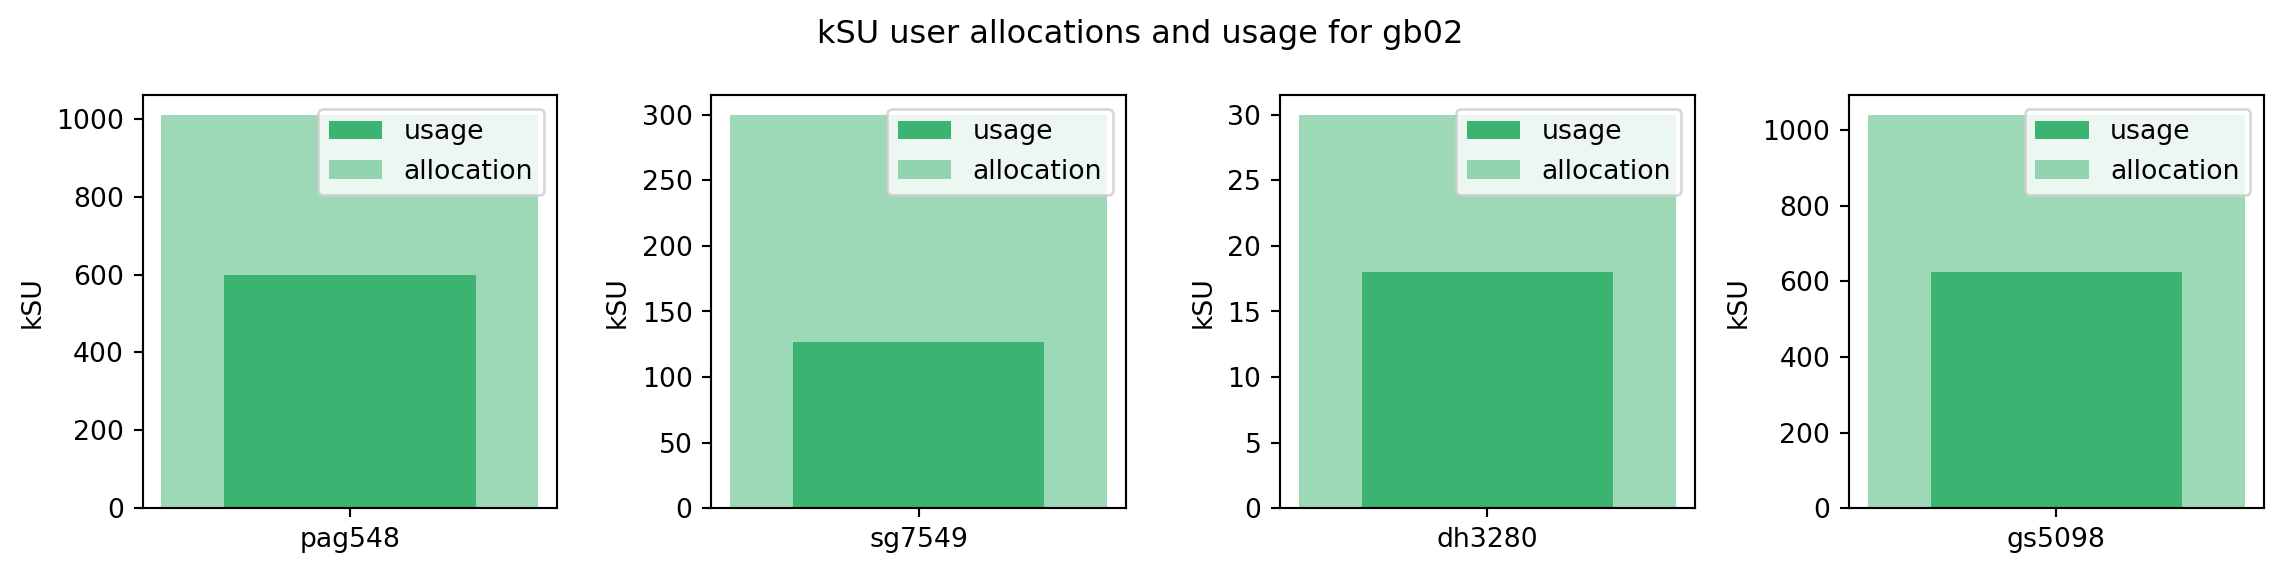 kSU user allocations and usage for gb02
kSU
1000
800
600
400
200
0
usage
allocation
pag548
kSU
300
250
200
150
100
50
0
usage
allocation
sg7549
kSU
30
25
20
15
10
5
0
usage
allocation
dh3280
kSU
1000
800
600
400
200
0
usage
allocation
gs5098